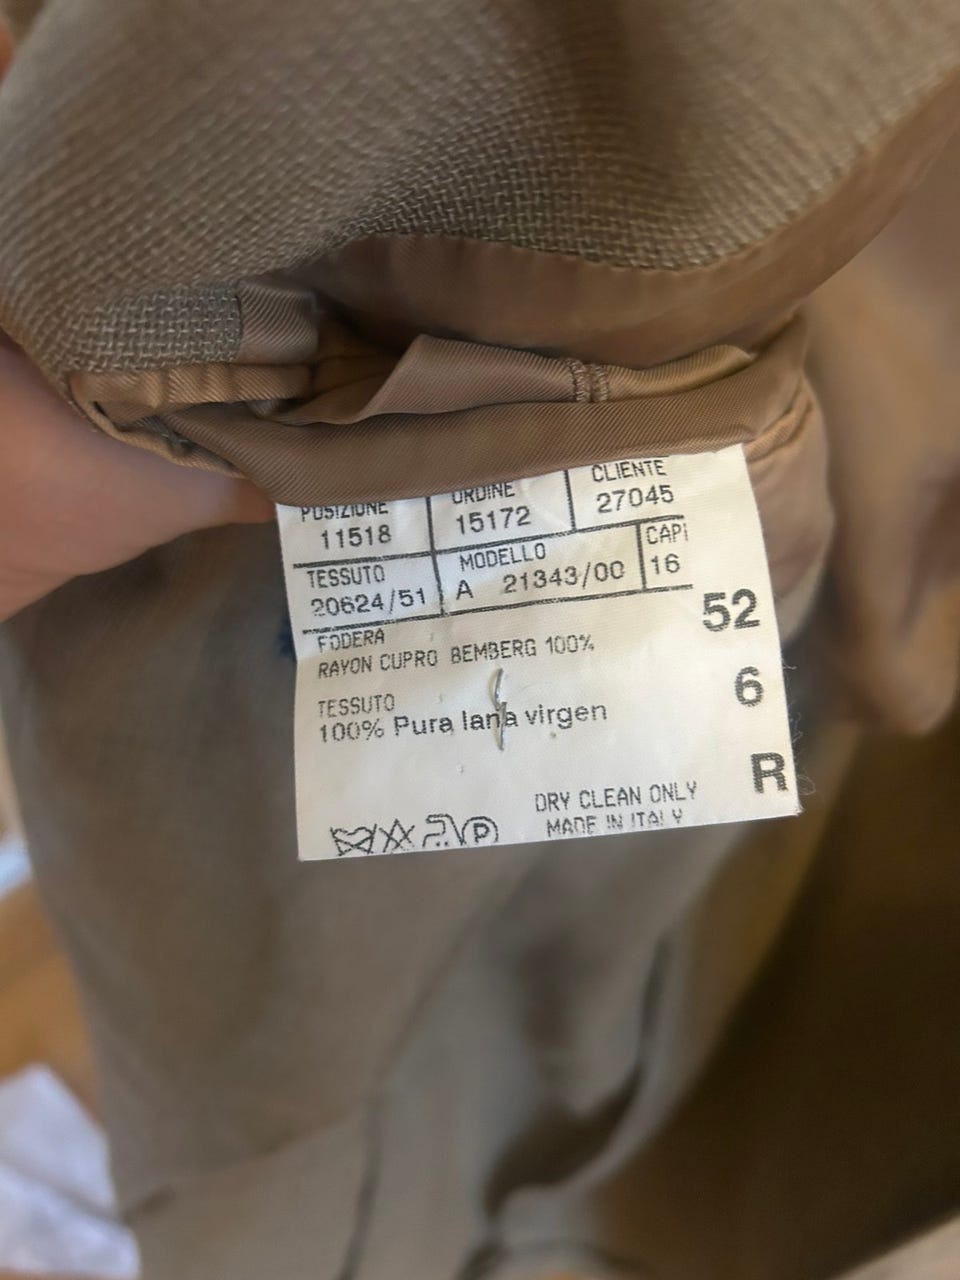 POSIZIONE ORDINE CLIENTE
11518 15172 27045
TESSUTO MODELLO CAPI
20624/51 A 21343/00 16
52
FODERA
RAYON CUPRO BEMBERG 100%
6
TESSUTO
100% Pura lana virgen
R
DRY CLEAN ONLY
MADE IN ITALY
P